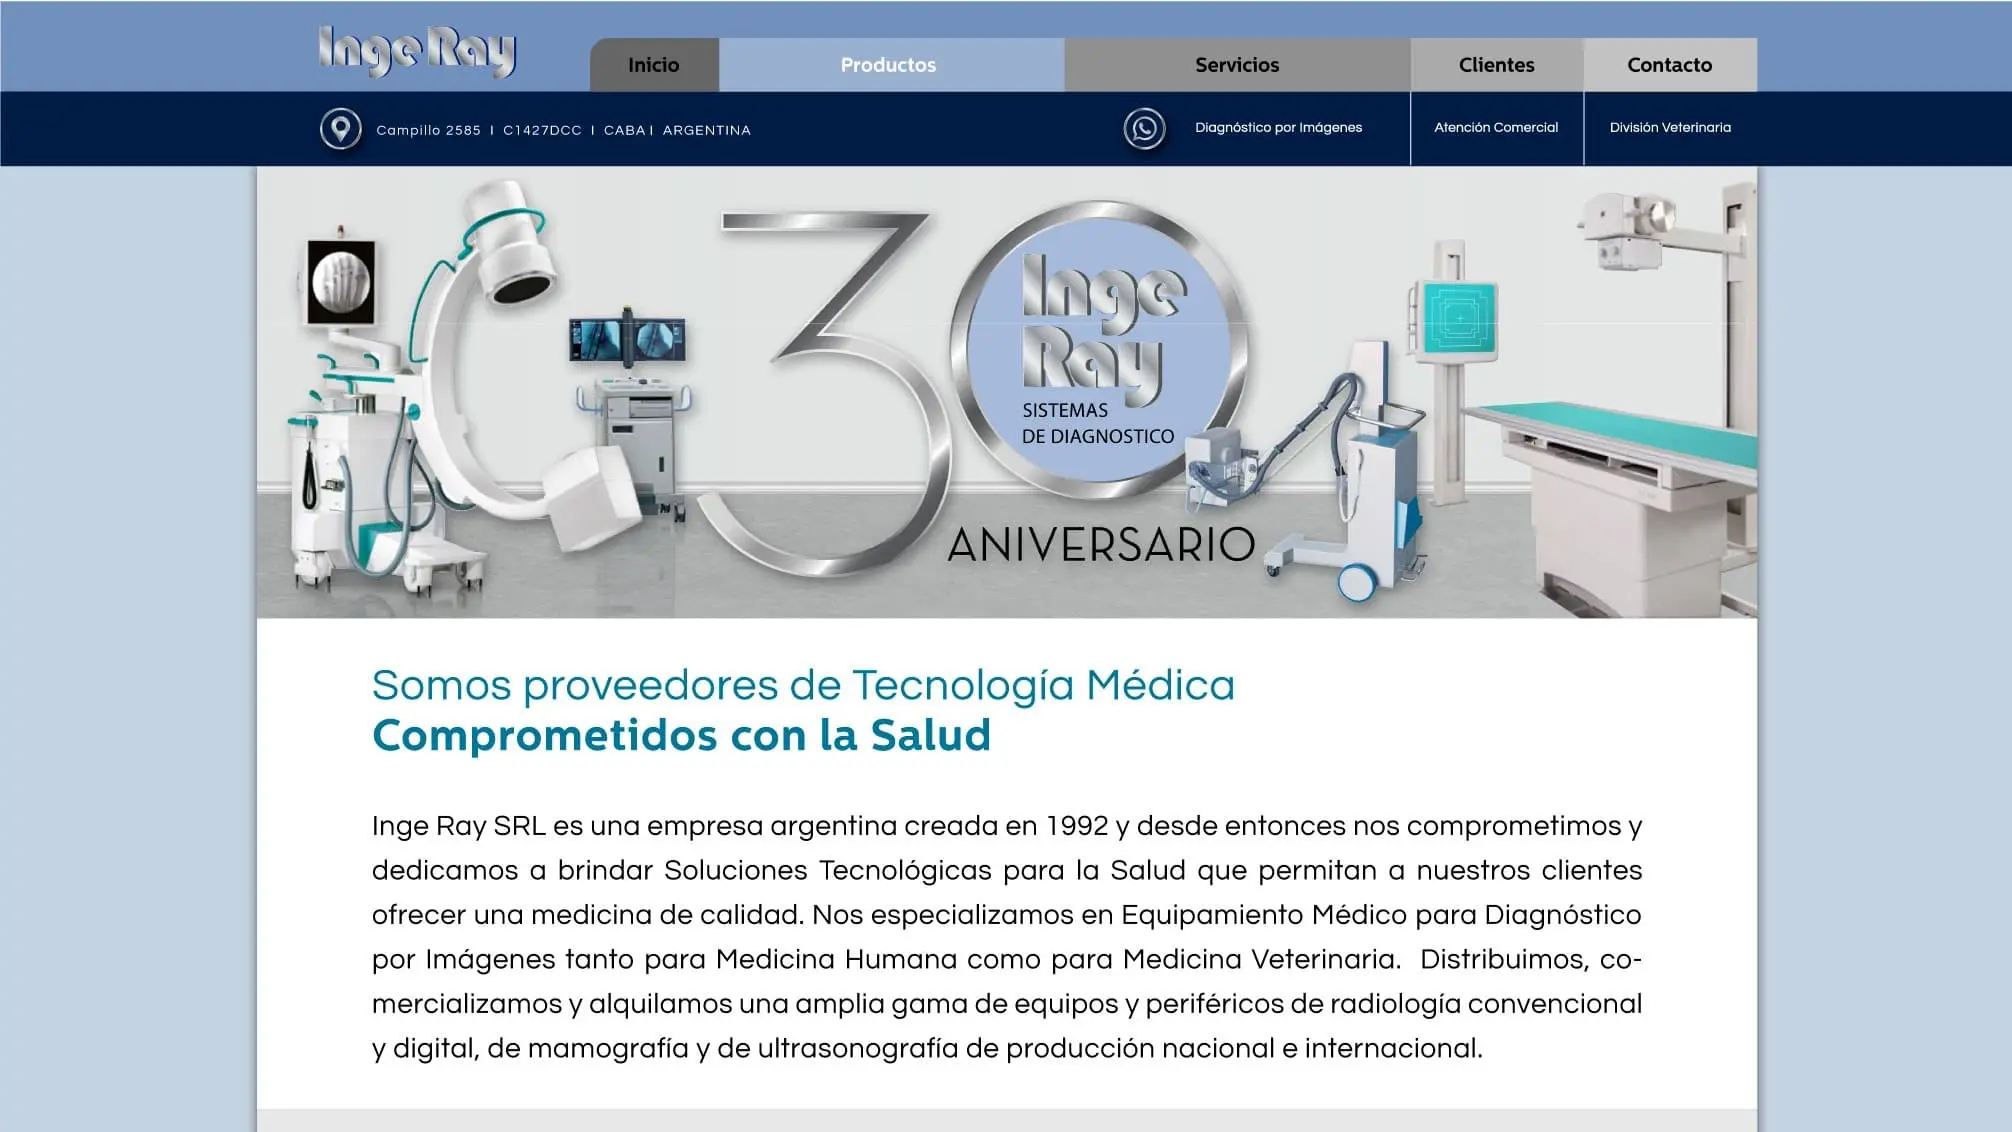 Inge Ray
Inicio
Productos
Servicios
Clientes
Contacto
Campillo 2585 I C1427DCC I CABA I ARGENTINA
Diagnóstico por Imágenes
Atención Comercial
División Veterinaria
30
Inge
Ray
SISTEMAS
DE DIAGNOSTICO
ANIVERSARIO
Somos proveedores de Tecnología Médica
Comprometidos con la Salud
Inge Ray SRL es una empresa argentina creada en 1992 y desde entonces nos comprometimos y
dedicamos a brindar Soluciones Tecnológicas para la Salud que permitan a nuestros clientes
ofrecer una medicina de calidad. Nos especializamos en Equipamiento Médico para Diagnóstico
por Imágenes tanto para Medicina Humana como para Medicina Veterinaria. Distribuimos, co-
mercializamos y alquilamos una amplia gama de equipos y periféricos de radiología convencional
y digital, de mamografía y de ultrasonografía de producción nacional e internacional.